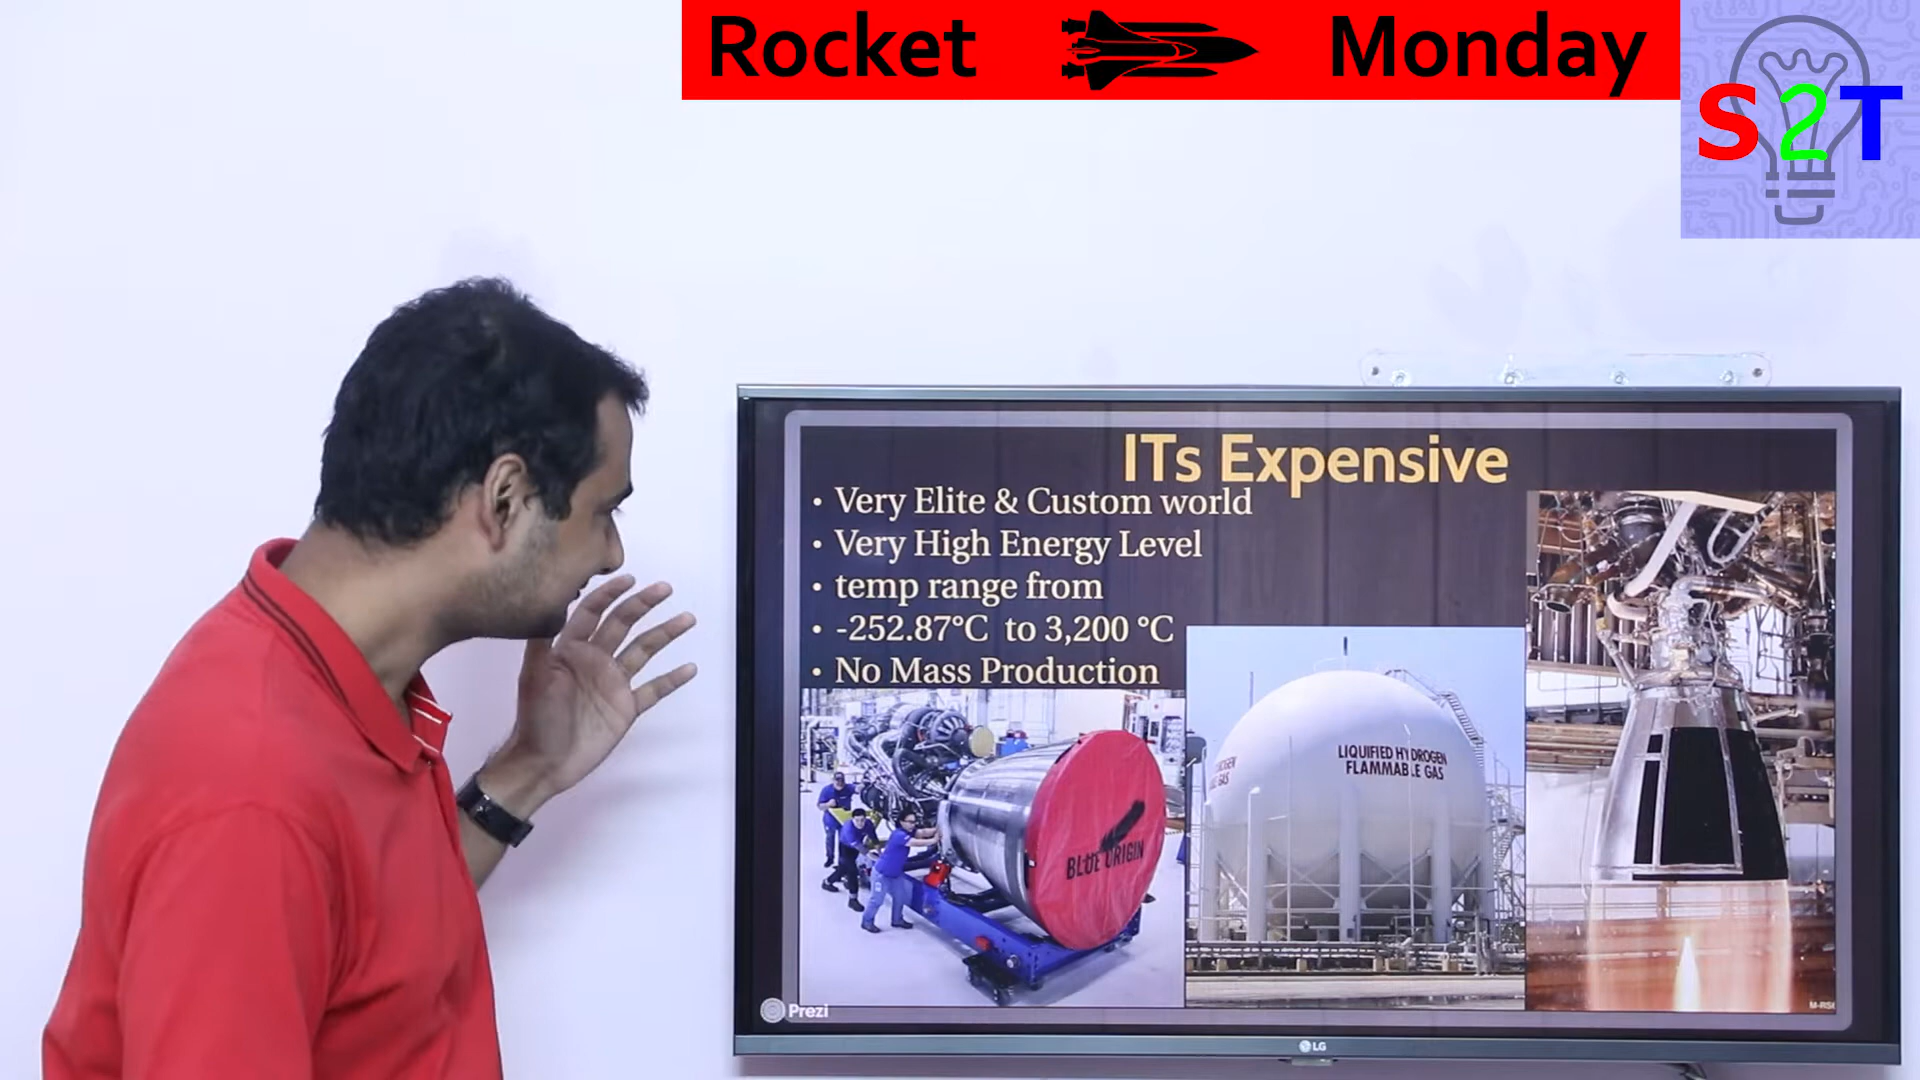 Rocket Monday
S2T
ITs Expensive
• Very Elite & Custom world
• Very High Energy Level
• temp range from
• -252.87°C to 3,200 °C
• No Mass Production
LIQUIFIED HYDROGEN
FLAMMABLE GAS
BLUE ORIGIN
Prezi
LG